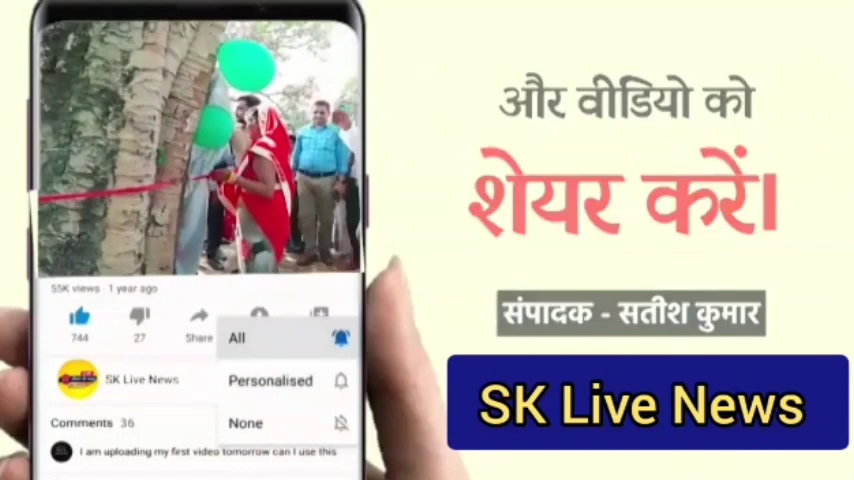 और वीडियो को
शेयर करें।
संपादक - सतीश कुमार
SK Live News
55K views · 1 year ago
744
27
Share
All
Personalised
None
SK Live News
Comments 36
I am uploading my first video tomorrow can I use this